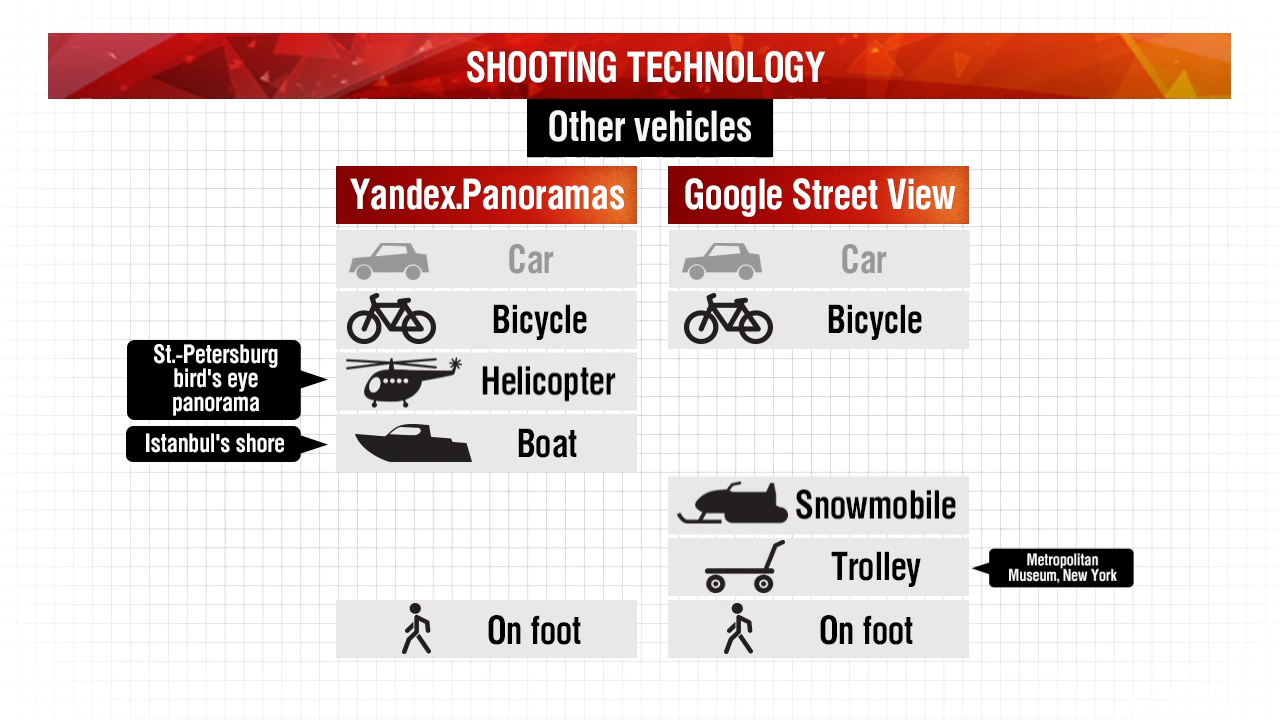 SHOOTING TECHNOLOGY
Other vehicles
Yandex.Panoramas
Google Street View
Car
Car
Bicycle
Bicycle
St.-Petersburg
bird's eye
panorama
Helicopter
Istanbul's shore
Boat
Snowmobile
Trolley
Metropolitan
Museum, New York
On foot
On foot